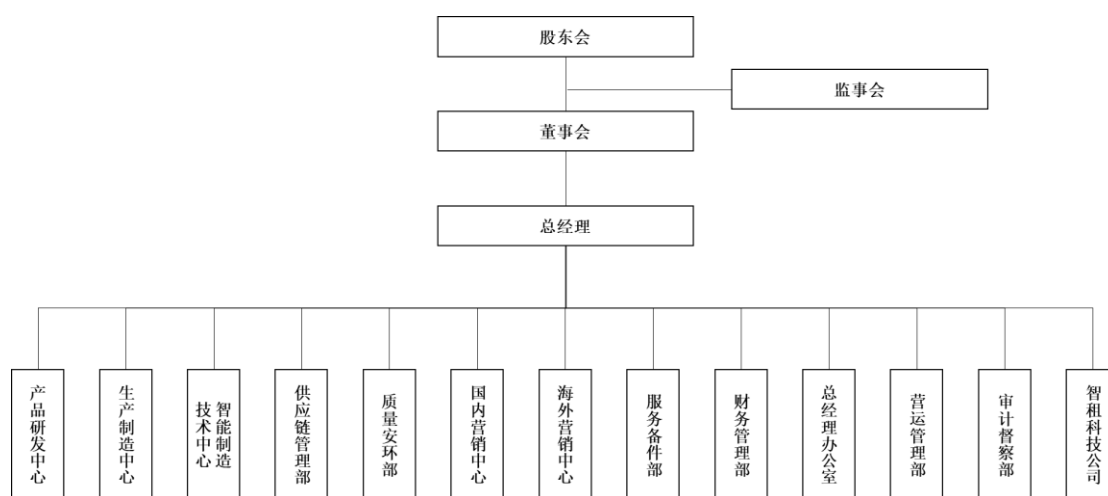 股东会
监事会
董事会
总经理
产品研发中心
生产制造中心
智能制造
技术中心
供应链管理部
质量安环部
国内营销中心
海外营销中心
服务备件部
财务管理部
总经理办公室
营运管理部
审计督察部
智租科技公司